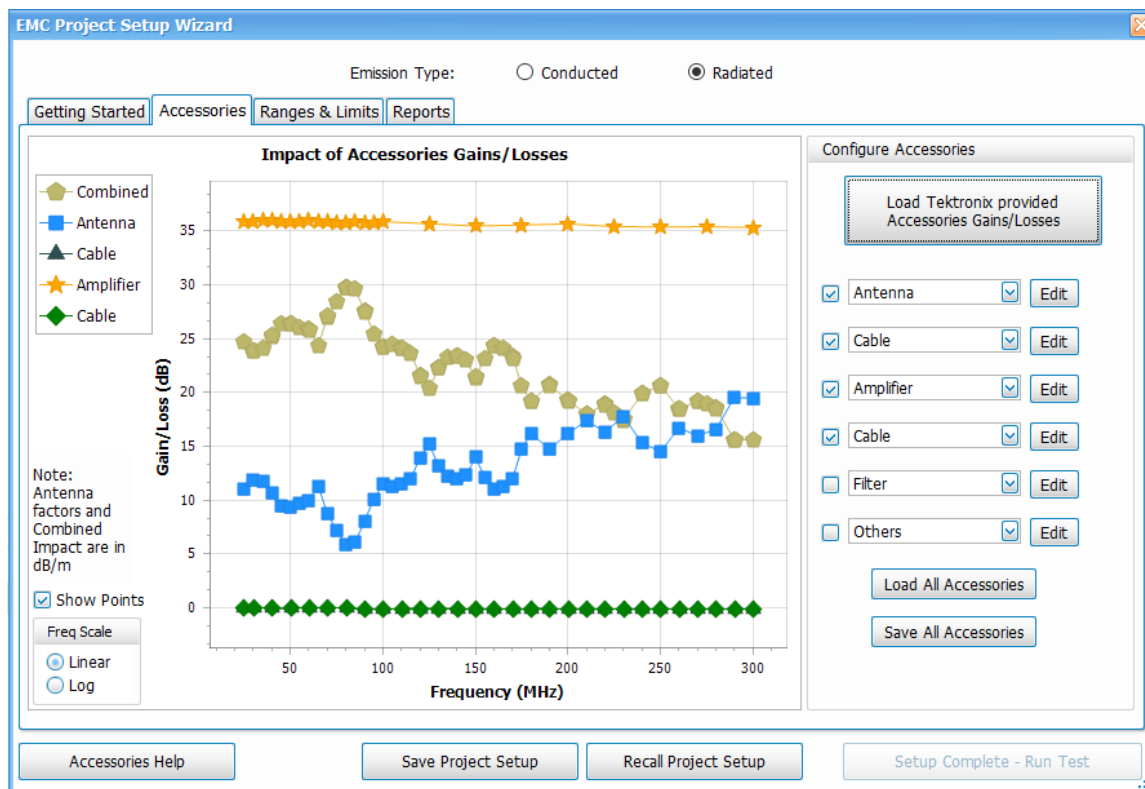 EMC Project Setup Wizard
Emission Type:
Conducted
Radiated
Getting Started
Accessories
Ranges & Limits
Reports
Impact of Accessories Gains/Losses
Combined
Antenna
Cable
Amplifier
Cable
Gain/Loss (dB)
35
30
25
20
15
10
5
0
50
100
150
200
250
300
Frequency (MHz)
Note:
Antenna
factors and
Combined
Impact are in
dB/m
Show Points
Freq Scale
Linear
Log
Configure Accessories
Load Tektronix provided
Accessories Gains/Losses
Antenna
Edit
Cable
Edit
Amplifier
Edit
Cable
Edit
Filter
Edit
Others
Edit
Load All Accessories
Save All Accessories
Accessories Help
Save Project Setup
Recall Project Setup
Setup Complete - Run Test